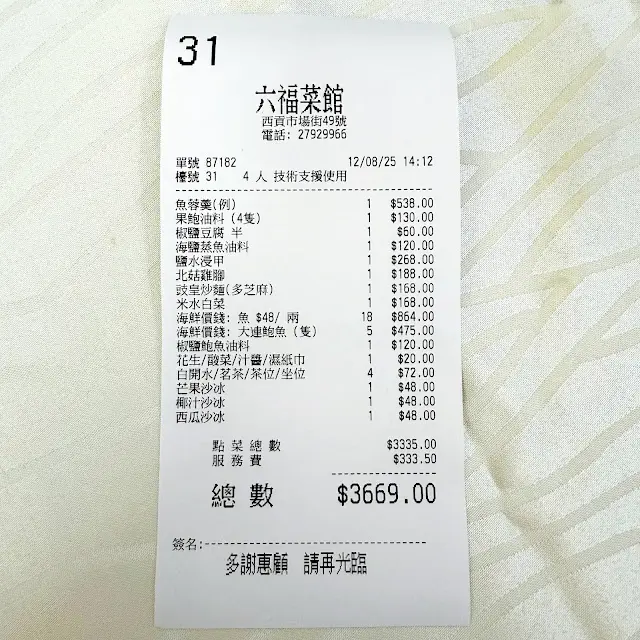 31
六福菜館
西貢市場街49號
電話: 27929966
單號 87182 12/08/25 14:12
檯號 31 4 人 技術支援使用
魚蓉羹(例) 1 $538.00
果鮑油料 (4隻) 1 $130.00
椒鹽豆腐 半 1 $60.00
海鹽蒸魚油料 1 $120.00
鹽水浸甲 1 $268.00
北菇雞腳 1 $188.00
豉皇炒麵(多芝麻) 1 $168.00
米水白菜 1 $168.00
海鮮價錢: 魚 $48/ 兩 18 $864.00
海鮮價錢: 大連鮑魚 (隻) 5 $475.00
椒鹽鮑魚油料 1 $120.00
花生/酸菜/汁醬/濕紙巾 1 $20.00
白開水/茗茶/茶位/坐位 4 $72.00
芒果沙冰 1 $48.00
椰汁沙冰 1 $48.00
西瓜沙冰 1 $48.00
點 菜 總 數 $3335.00
服 務 費 $333.50
總 數 $3669.00
簽名:
多謝惠顧 請再光臨